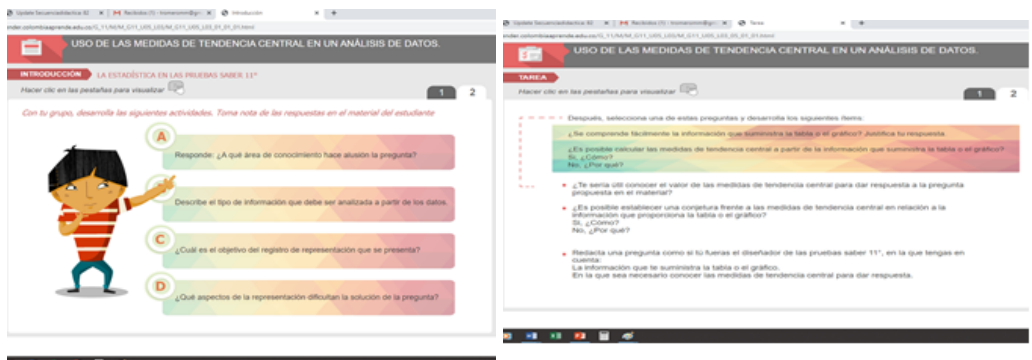 Update SecuenciaDidactica 02
Introducción
USO DE LAS MEDIDAS DE TENDENCIA CENTRAL EN UN ANÁLISIS DE DATOS.
INTRODUCCIÓN LA ESTADÍSTICA EN LAS PRUEBAS SABER 11°
Hacer clic en las pestañas para visualizar
1 2
Con tu grupo, desarrolla las siguientes actividades. Toma nota de las respuestas en el material del estudiante
A
Responde: ¿A qué área de conocimiento hace alusión la pregunta?
Describe el tipo de información que debe ser analizada a partir de los datos.
C
¿Cuál es el objetivo del registro de representación que se presenta?
D
¿Qué aspectos de la representación dificultan la solución de la pregunta?
Update SecuenciaDidactica 02
Tarea
USO DE LAS MEDIDAS DE TENDENCIA CENTRAL EN UN ANÁLISIS DE DATOS.
TAREA
Hacer clic en las pestañas para visualizar
1 2
Después, selecciona una de estas preguntas y desarrolla los siguientes ítems:
¿Se comprende fácilmente la información que suministra la tabla o el gráfico? Justifica tu respuesta.
¿Es posible calcular las medidas de tendencia central a partir de la información que suministra la tabla o el gráfico?
Si, ¿Cómo?
No, ¿Por qué?
¿Te sería útil conocer el valor de las medidas de tendencia central para dar respuesta a la pregunta
propuesta en el material?
¿Es posible establecer una conjetura frente a las medidas de tendencia central en relación a la
información que proporciona la tabla o el gráfico?
Si, ¿Cómo?
No, ¿Por qué?
Redacta una pregunta como si tú fueras el diseñador de las pruebas saber 11°, en la que tengas en
cuenta:
La información que te suministra la tabla o el gráfico.
En la que sea necesario conocer las medidas de tendencia central para dar respuesta.